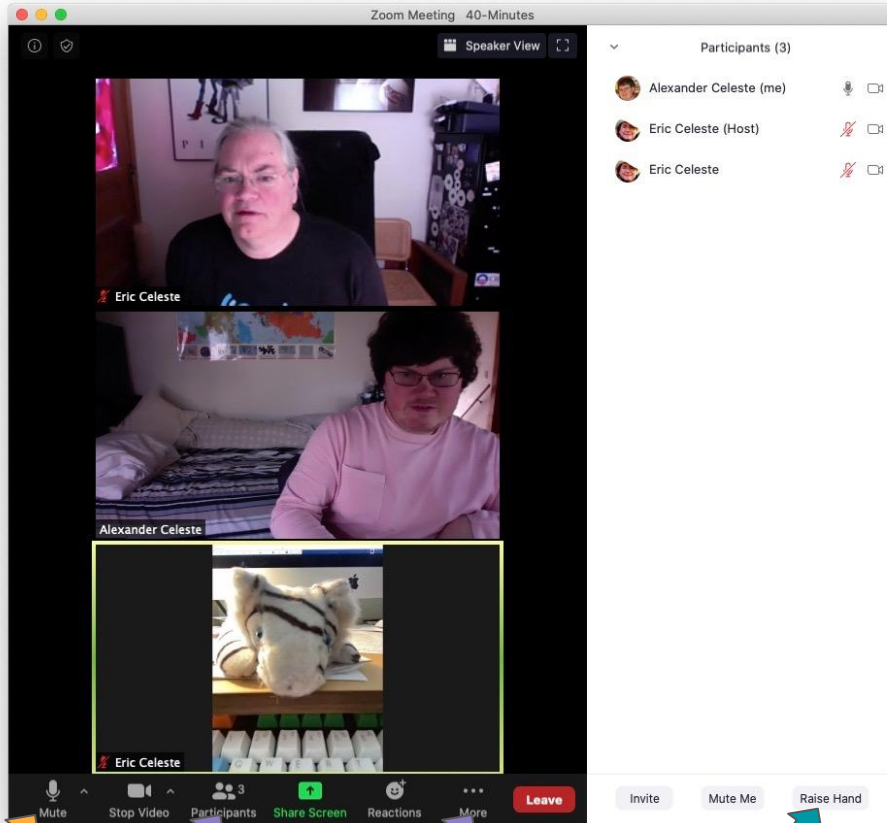 Zoom Meeting 40-Minutes
Speaker View
Participants (3)
Alexander Celeste (me)
Eric Celeste (Host)
Eric Celeste
Eric Celeste
Alexander Celeste
Eric Celeste
3
Mute
Stop Video
Participants
Share Screen
Reactions
More
Leave
Invite
Mute Me
Raise Hand